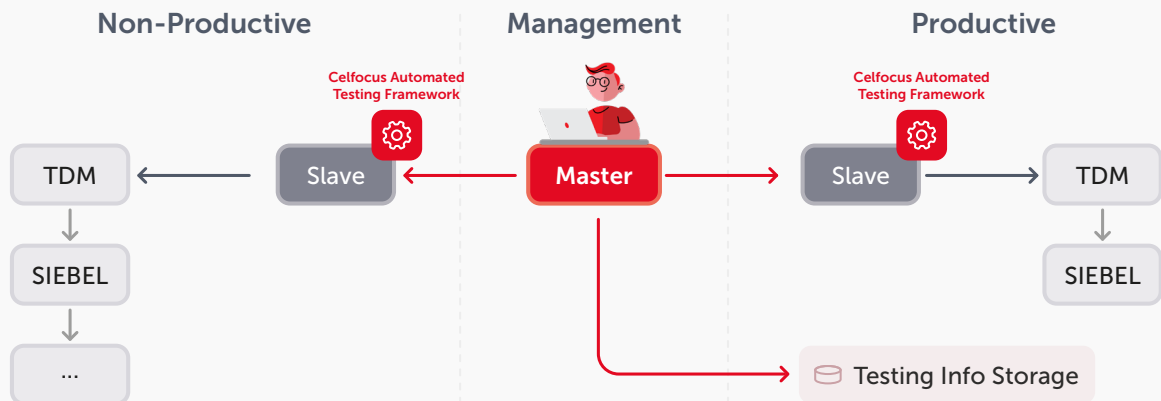 Non-Productive
Management
Productive
Celfocus Automated
Testing Framework
Celfocus Automated
Testing Framework
TDM
Slave
Master
Slave
TDM
SIEBEL
SIEBEL
...
Testing Info Storage